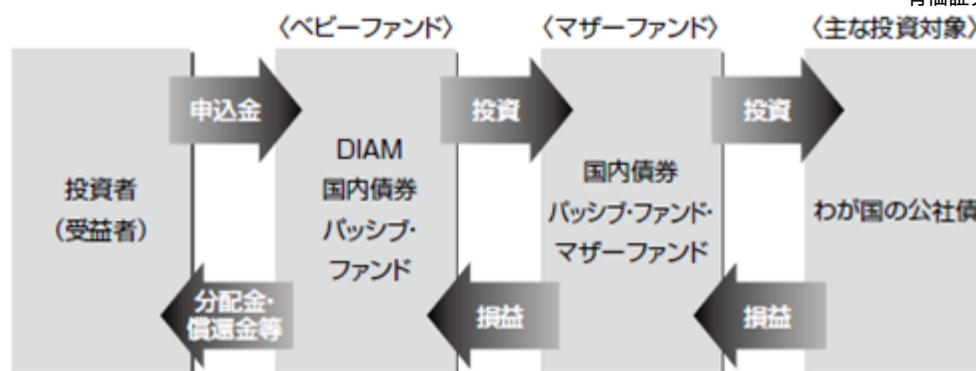 〈ベビーファンド〉
〈マザーファンド〉
〈主な投資対象〉
申込金
投資
投資
投資者
(受益者)
DIAM
国内債券
パッシブ・
ファンド
国内債券
パッシブ・ファンド・
マザーファンド
わが国の公社債
分配金・
償還金等
損益
損益